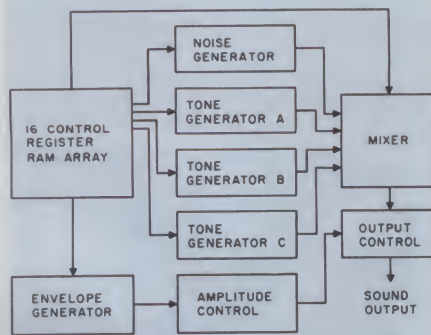 NOISE
GENERATOR
16 CONTROL
REGISTER
RAM ARRAY
TONE
GENERATOR A
MIXER
TONE
GENERATOR B
TONE
GENERATOR C
OUTPUT
CONTROL
ENVELOPE
GENERATOR
AMPLITUDE
CONTROL
SOUND
OUTPUT